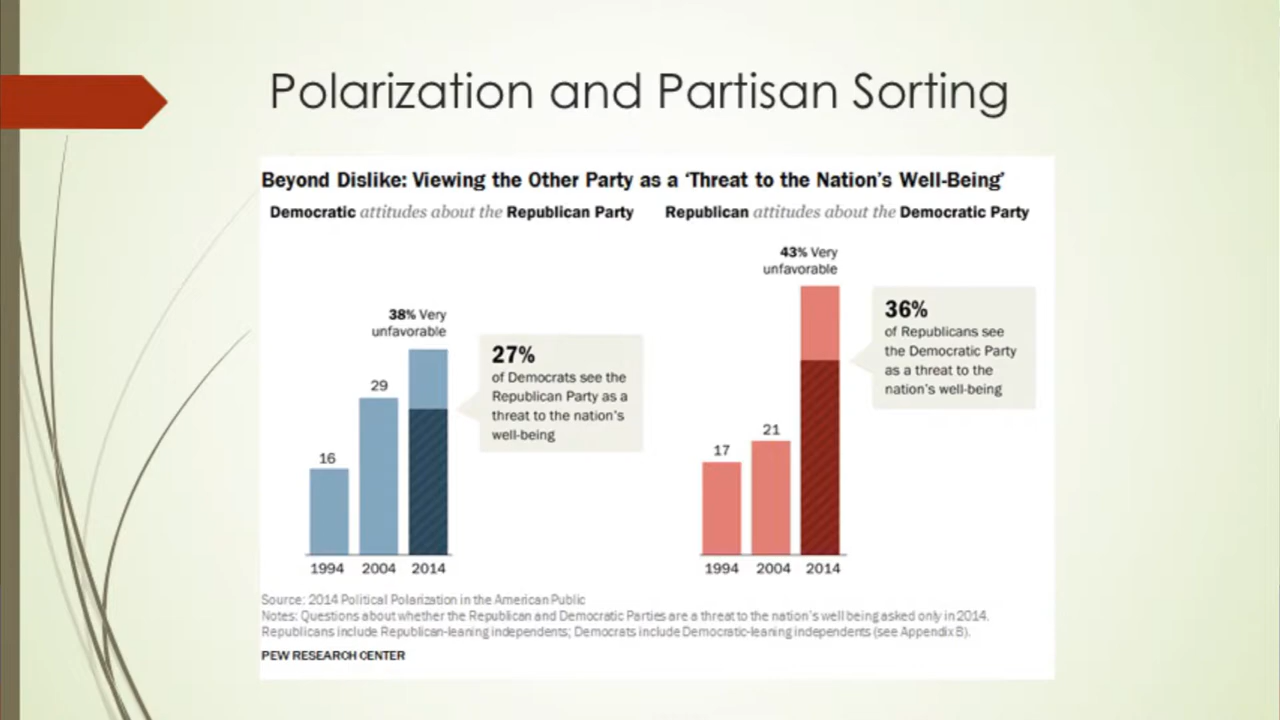 Polarization and Partisan Sorting
Beyond Dislike: Viewing the Other Party as a ‘Threat to the Nation’s Well-Being’
Democratic attitudes about the Republican Party
38% Very
unfavorable
29
16
27%
of Democrats see the
Republican Party as a
threat to the nation’s
well-being
1994 2004 2014
Republican attitudes about the Democratic Party
43% Very
unfavorable
21
17
36%
of Republicans see
the Democratic Party
as a threat to the
nation’s well-being
1994 2004 2014
Source: 2014 Political Polarization in the American Public
Notes: Questions about whether the Republican and Democratic Parties are a threat to the nation’s well being asked only in 2014.
Republicans include Republican-leaning independents; Democrats include Democratic-leaning independents (see Appendix B).
PEW RESEARCH CENTER